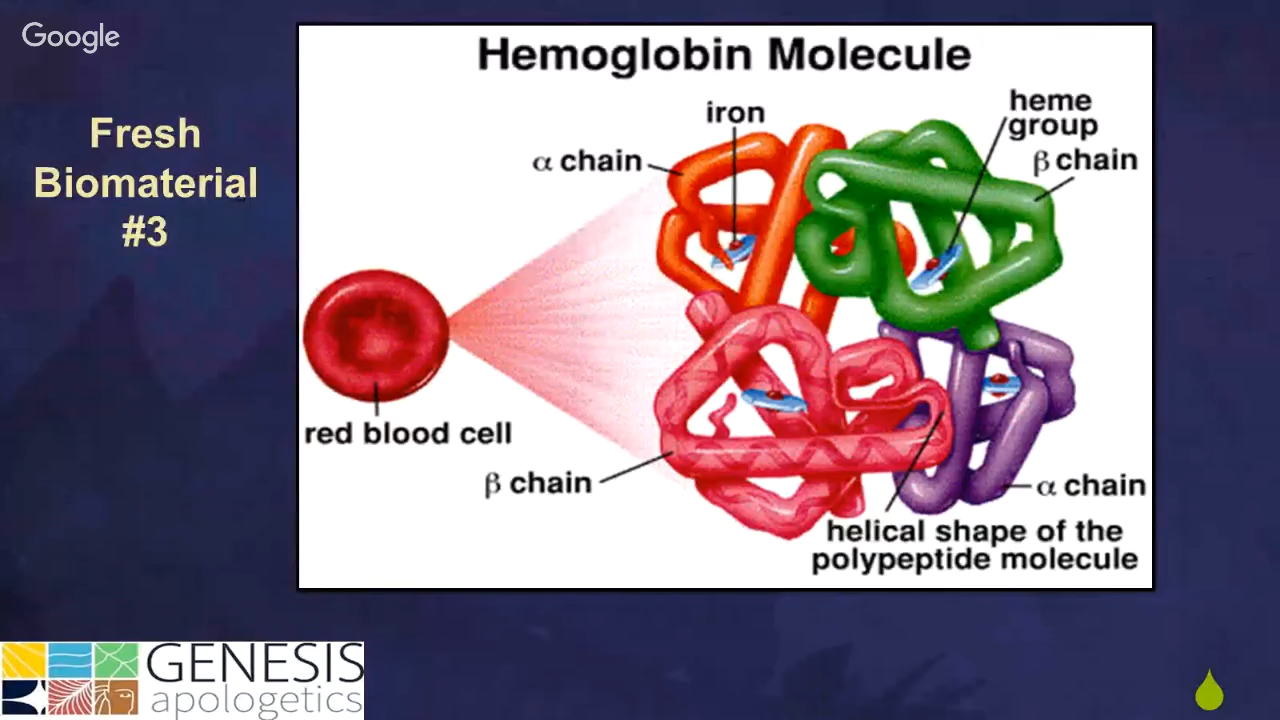 Google
Fresh
Biomaterial
#3
Hemoglobin Molecule
iron
heme
group
α chain
β chain
red blood cell
β chain
α chain
helical shape of the
polypeptide molecule
GENESIS
apologetics